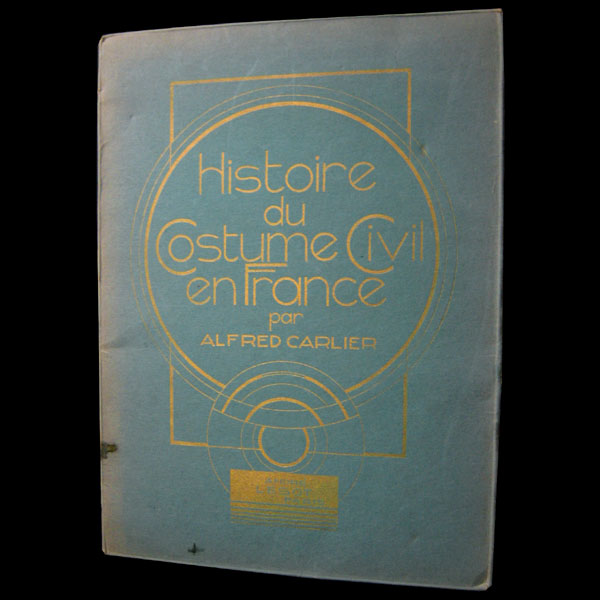 Histoire
du
Costume Civil
en France
par
ALFRED CARLIER